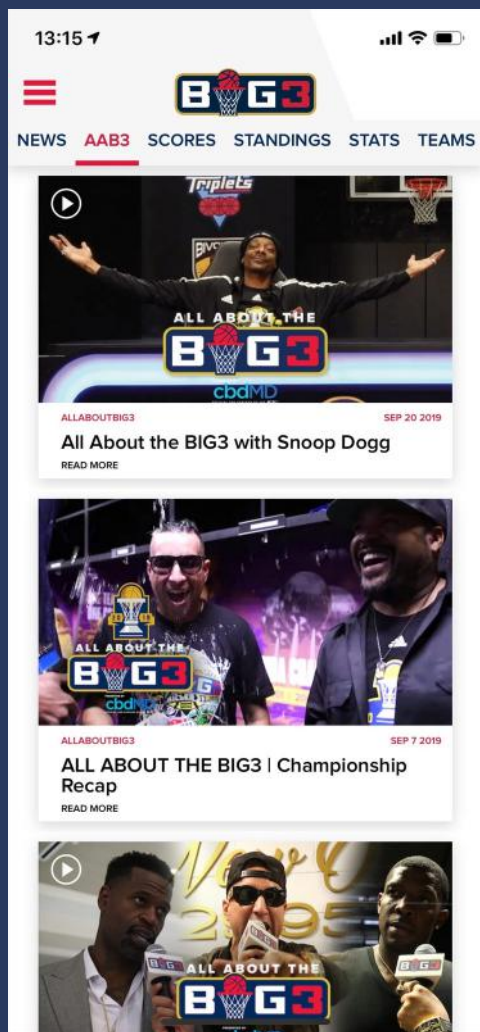 13:15
BIG3
NEWS AAB3 SCORES STANDINGS STATS TEAMS
Triplets
ALL ABOUT THE
BIG3
cbdMD
ALLABOUTBIG3 SEP 20 2019
All About the BIG3 with Snoop Dogg
READ MORE
ALL ABOUT THE
BIG3
cbdMD
ALLABOUTBIG3 SEP 7 2019
ALL ABOUT THE BIG3 | Championship
Recap
READ MORE
ALL ABOUT THE
BIG3